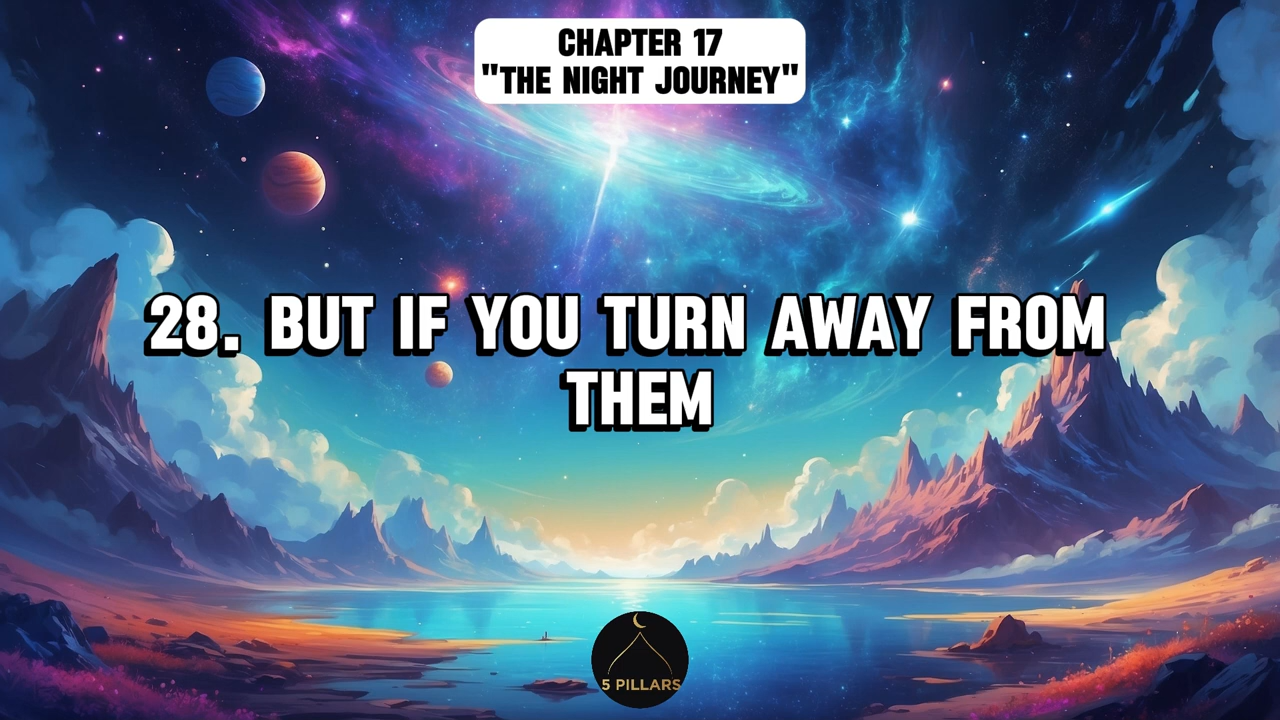 CHAPTER 17
"THE NIGHT JOURNEY"
28. BUT IF YOU TURN AWAY FROM
THEM
5 PILLARS